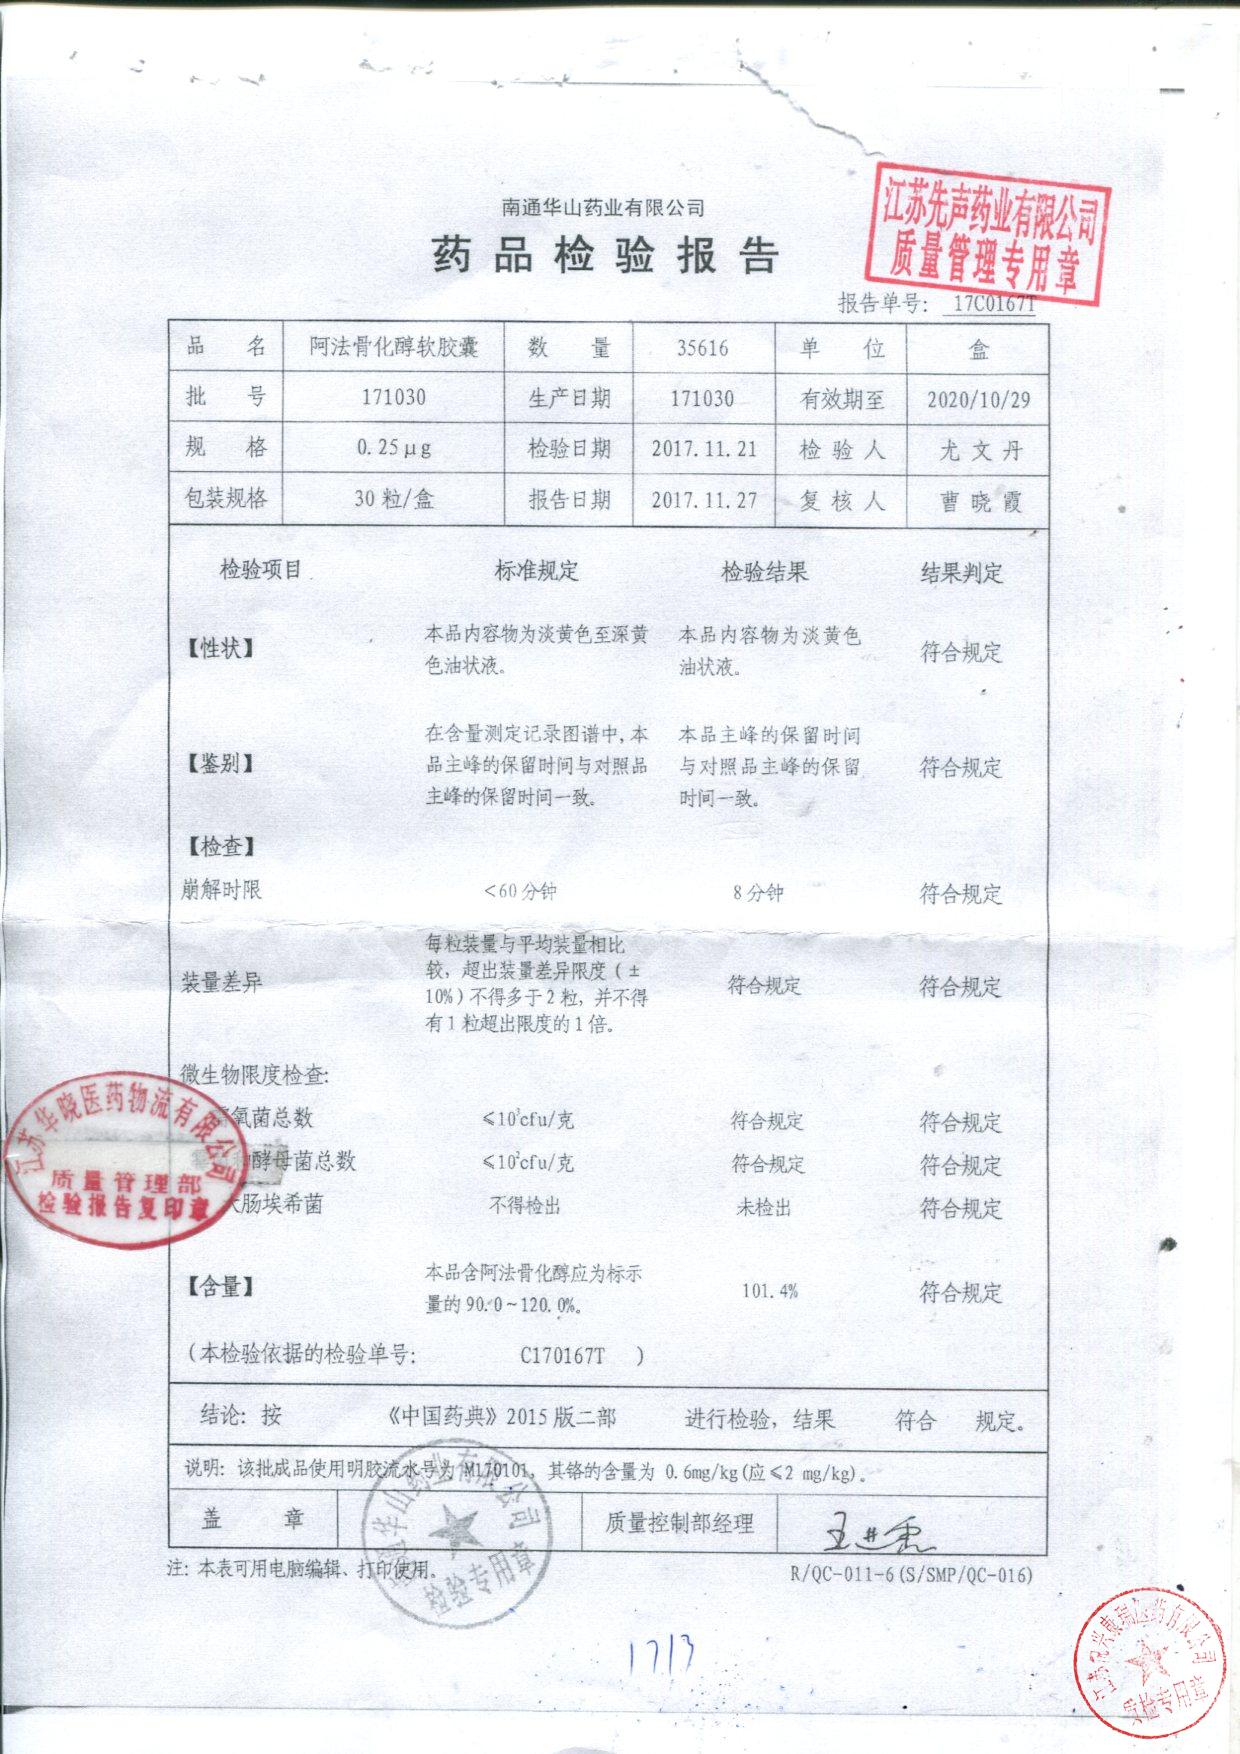 南通华山药业有限公司
药品检验报告
江苏先声药业有限公司
质量管理专用章
报告单号: 17C0167T
品 名 阿法骨化醇软胶囊 数 量 35616 单 位 盒
批 号 171030 生产日期 171030 有效期至 2020/10/29
规 格 0.25μg 检验日期 2017.11.21 检验人 尤文丹
包装规格 30粒/盒 报告日期 2017.11.27 复核人 曹晓霞
检验项目 标准规定 检验结果 结果判定
【性状】 本品内容物为淡黄色至深黄 本品内容物为淡黄色 符合规定
色油状液。 油状液。
在含量测定记录图谱中,本 本品主峰的保留时间
【鉴别】 品主峰的保留时间与对照品 与对照品主峰的保留 符合规定
主峰的保留时间一致。 时间一致。
【检查】
崩解时限 <60分钟 8分钟 符合规定
每粒装量与平均装量相比
较,超出装量差异限度(±
装量差异 10%)不得多于2粒,并不得 符合规定 符合规定
有1粒超出限度的1倍。
微生物限度检查:
氧菌总数 ≤10³cfu/克 符合规定 符合规定
酵母菌总数 ≤10²cfu/克 符合规定 符合规定
大肠埃希菌 不得检出 未检出 符合规定
江苏华晓医药物流有限公司
质量管理部
检验报告复印章
【含量】 本品含阿法骨化醇应为标示 101.4% 符合规定
量的90.0~120.0%。
(本检验依据的检验单号: C170167T )
结论: 按 《中国药典》2015版二部 进行检验,结果 符合 规定。
说明: 该批成品使用明胶流水号为 M170101, 其铬的含量为 0.6mg/kg(应≤2 mg/kg)。
盖 章 质量控制部经理
南通华山药业有限公司
检验专用章
注: 本表可用电脑编辑、打印使用。 R/QC-011-6(S/SMP/QC-016)
1713
质检专用章